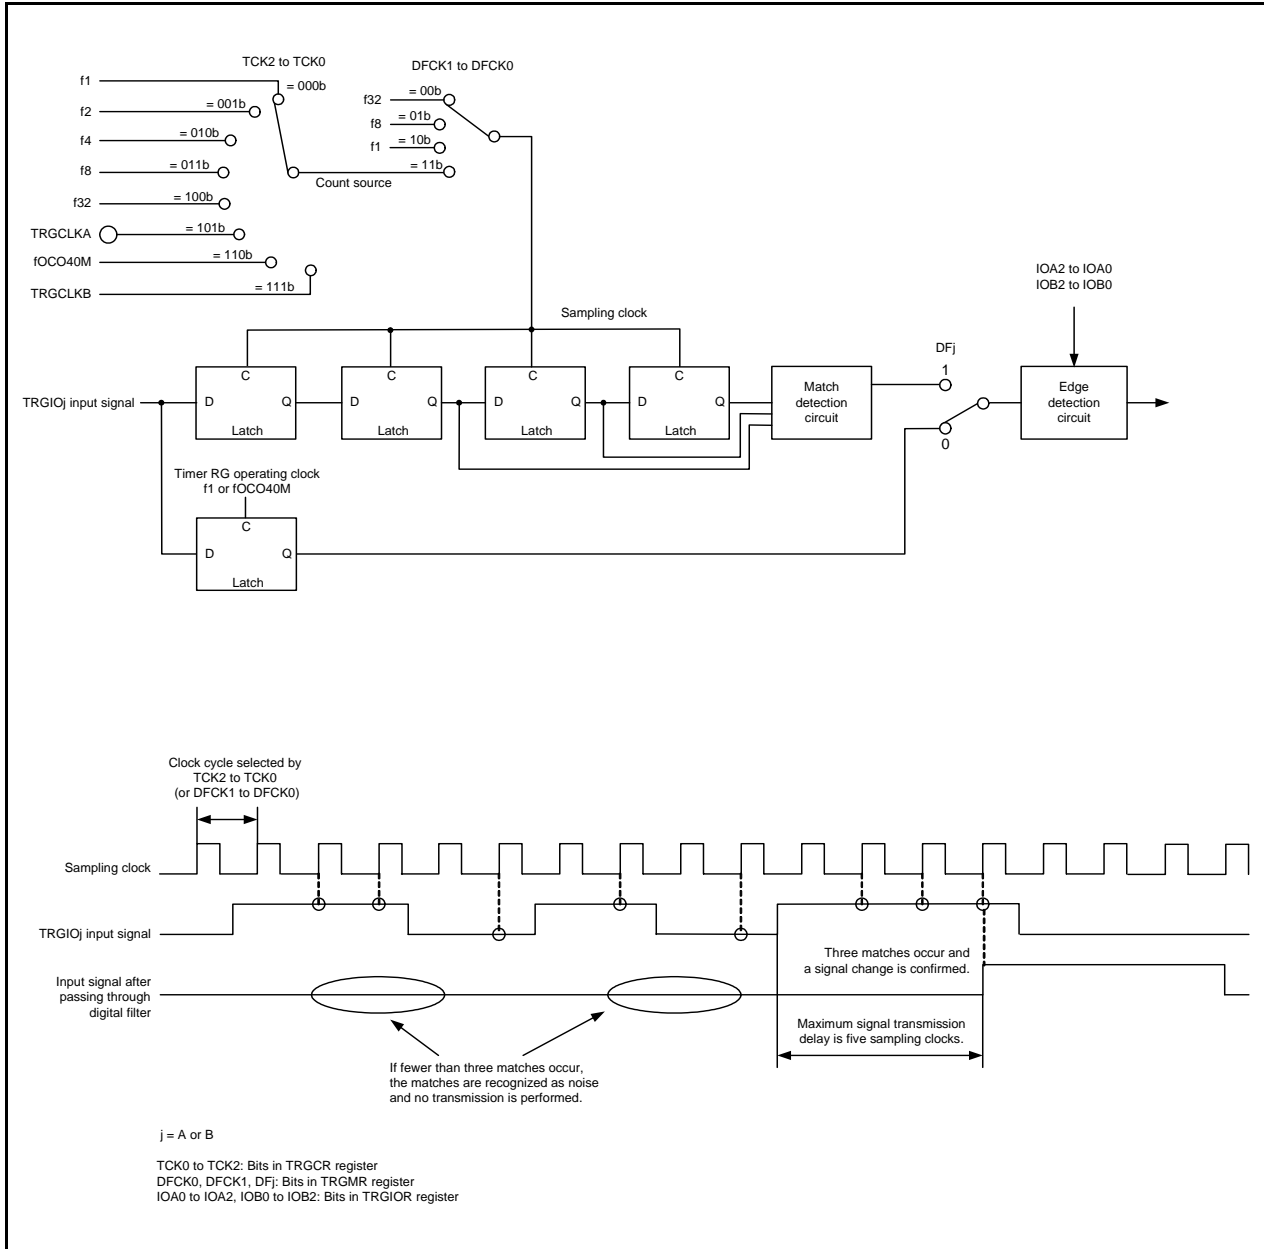 TCK2 to TCK0
DFCK1 to DFCK0
f1
= 000b
f2
= 001b
f4
= 010b
f8
= 011b
f32
= 100b
TRGCLKA
= 101b
fOCO40M
= 110b
TRGCLKB
= 111b
f32
= 00b
f8
= 01b
f1
= 10b
= 11b
Count source
IOA2 to IOA0
IOB2 to IOB0
Sampling clock
TRGIOj input signal
C
D
Q
Latch
C
D
Q
Latch
C
D
Q
Latch
C
D
Q
Latch
Match
detection
circuit
DFj
1
0
Edge
detection
circuit
Timer RG operating clock
f1 or fOCO40M
C
D
Q
Latch
Clock cycle selected by
TCK2 to TCK0
(or DFCK1 to DFCK0)
Sampling clock
TRGIOj input signal
Three matches occur and
a signal change is confirmed.
Input signal after
passing through
digital filter
Maximum signal transmission
delay is five sampling clocks.
If fewer than three matches occur,
the matches are recognized as noise
and no transmission is performed.
j = A or B
TCK0 to TCK2: Bits in TRGCR register
DFCK0, DFCK1, DFj: Bits in TRGMR register
IOA0 to IOA2, IOB0 to IOB2: Bits in TRGIOR register